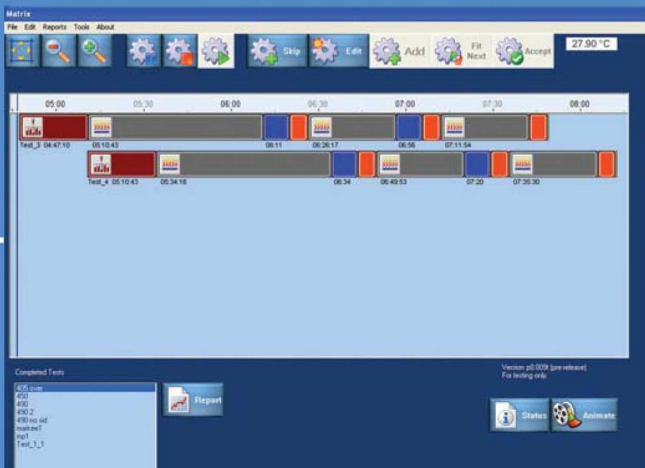 Matrix
File Edit Reports Tools About
Skip Edit Add Fit Next Accept 27.90 °C
05:00 05:30 06:00 06:30 07:00 07:30 08:00
Test_3 04:47:10 05:10:43 06:11 06:26:17 06:56 07:11:54
Test_4 05:10:43 05:34:16 06:34 06:49:53 07:20 07:35:30
Completed Tests
Version: p0.009t (pre-release)
For testing only.
405 over
450
490
490 2
490 no oid
mp1
Test_1_1
Report
Status Animate